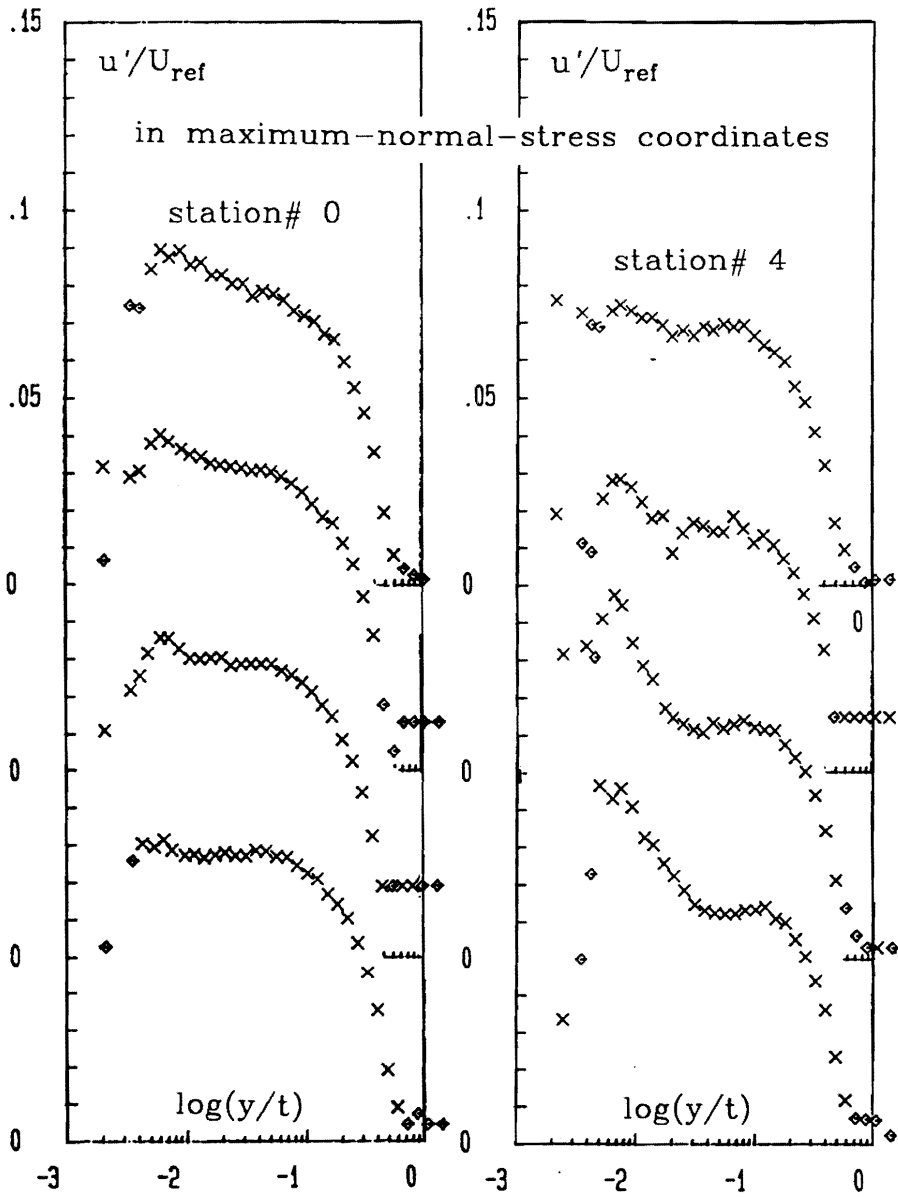 .15 .15
u'/U_ref u'/U_ref
in maximum-normal-stress coordinates
.1 .1
station# 0
station# 4
.05 .05
0 0
0
0 0
0 0
log(y/t) log(y/t)
0 0
-3 -2 -1 0 -3 -2 -1 0